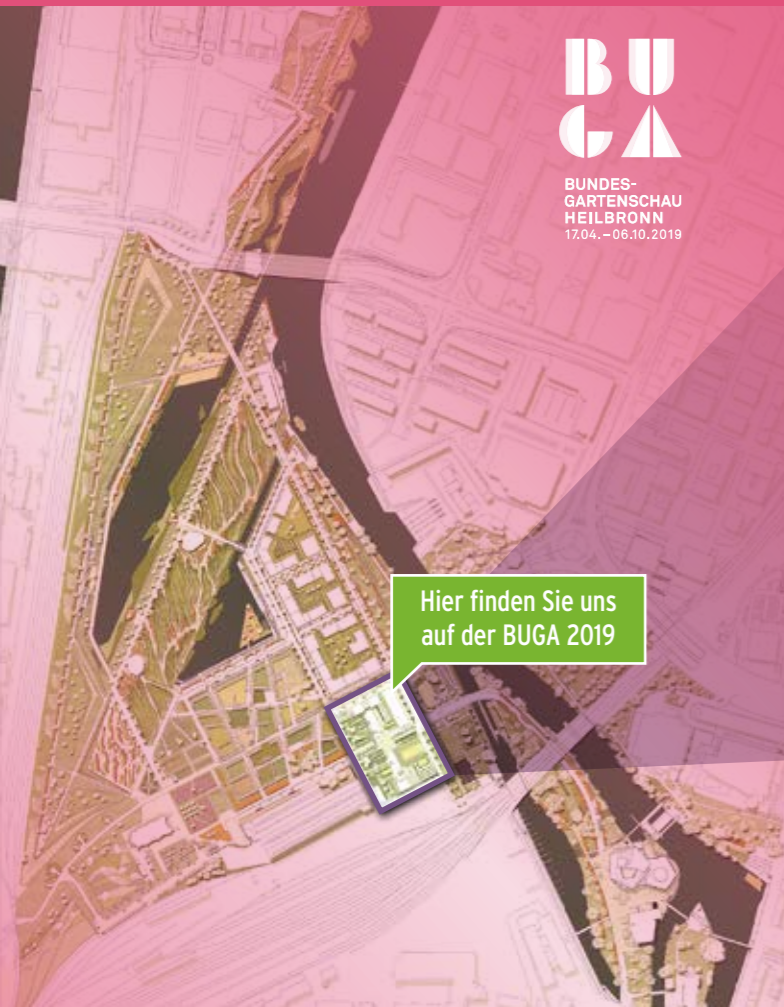 BU
GA
BUNDES-
GARTENSCHAU
HEILBRONN
17.04.–06.10.2019
Hier finden Sie uns
auf der BUGA 2019